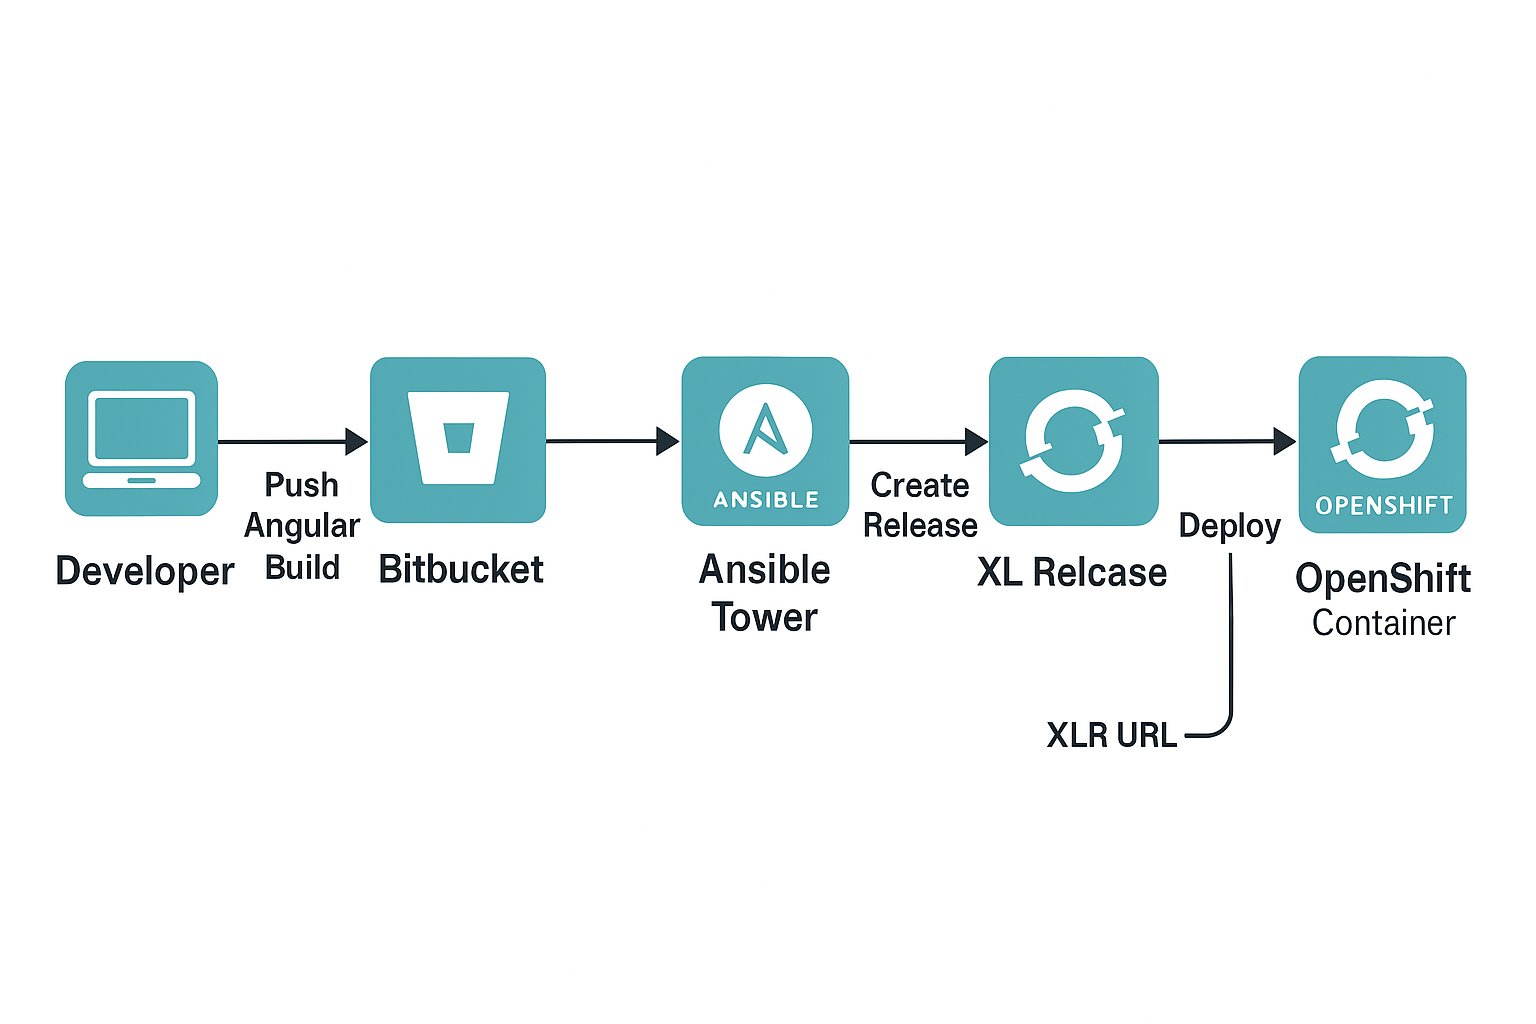 Push
Angular
Build
Developer
Bitbucket
ANSIBLE
Ansible
Tower
Create
Release
XL Relcase
Deploy
OPENSHIFT
OpenShift
Container
XLR URL